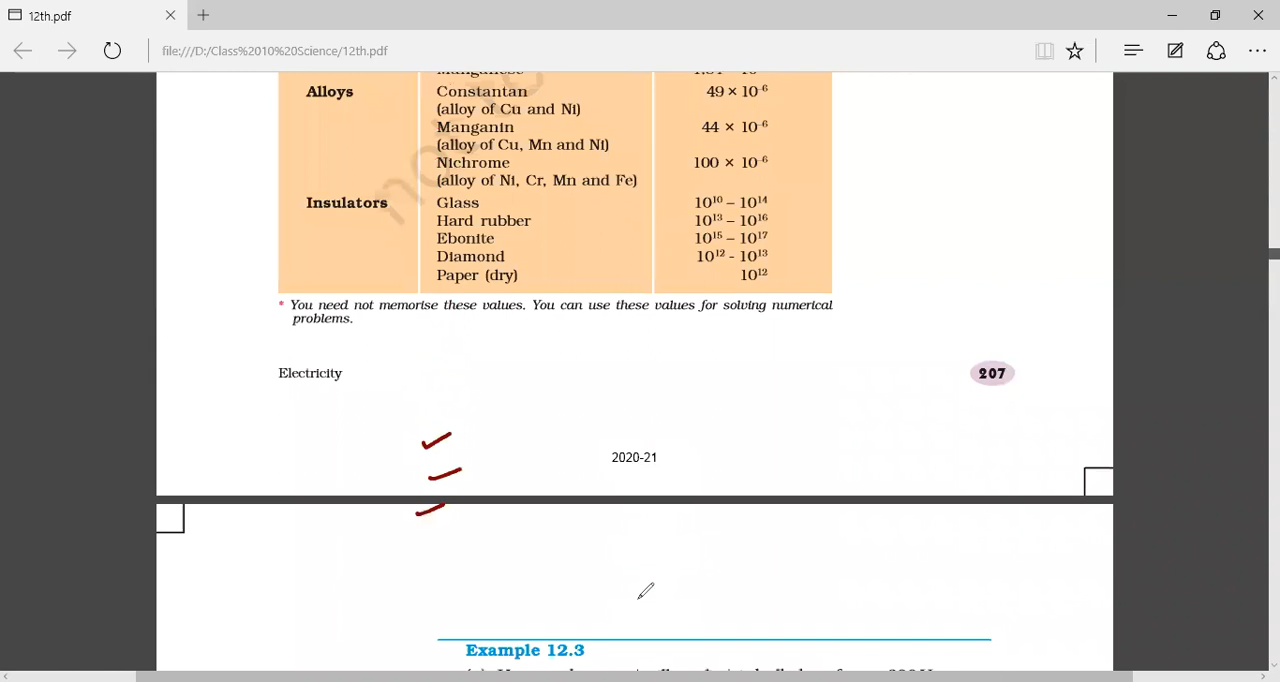 12th.pdf
file:///D:/Class%2010%20Science/12th.pdf
Alloys Constantan 49 × 10⁻⁶
(alloy of Cu and Ni)
Manganin 44 × 10⁻⁶
(alloy of Cu, Mn and Ni)
Nichrome 100 × 10⁻⁶
(alloy of Ni, Cr, Mn and Fe)
Insulators Glass 10¹⁰ – 10¹⁴
Hard rubber 10¹³ – 10¹⁶
Ebonite 10¹⁵ – 10¹⁷
Diamond 10¹² - 10¹³
Paper (dry) 10¹²
* You need not memorise these values. You can use these values for solving numerical
problems.
Electricity 207
2020-21
Example 12.3